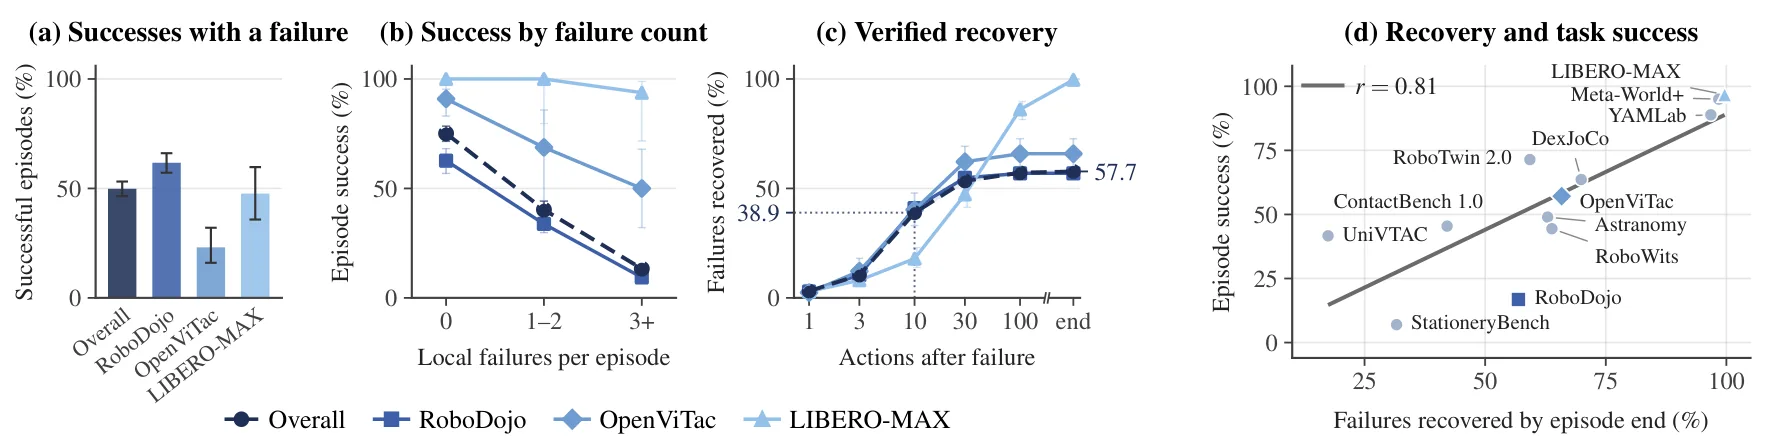 (a) Successes with a failure
Successful episodes (%)
100
50
0
Overall
RoboDojo
OpenViTac
LIBERO-MAX
(b) Success by failure count
Episode success (%)
100
50
0
0
1–2
3+
Local failures per episode
(c) Verified recovery
Failures recovered (%)
100
50
38.9
0
57.7
1
3
10
30
100
end
Actions after failure
Overall
RoboDojo
OpenViTac
LIBERO-MAX
(d) Recovery and task success
Episode success (%)
100
75
50
25
0
r = 0.81
LIBERO-MAX
Meta-World+
YAMLab
DexJoCo
RoboTwin 2.0
ContactBench 1.0
OpenViTac
UniVTAC
Astranomy
RoboWits
RoboDojo
StationeryBench
25
50
75
100
Failures recovered by episode end (%)